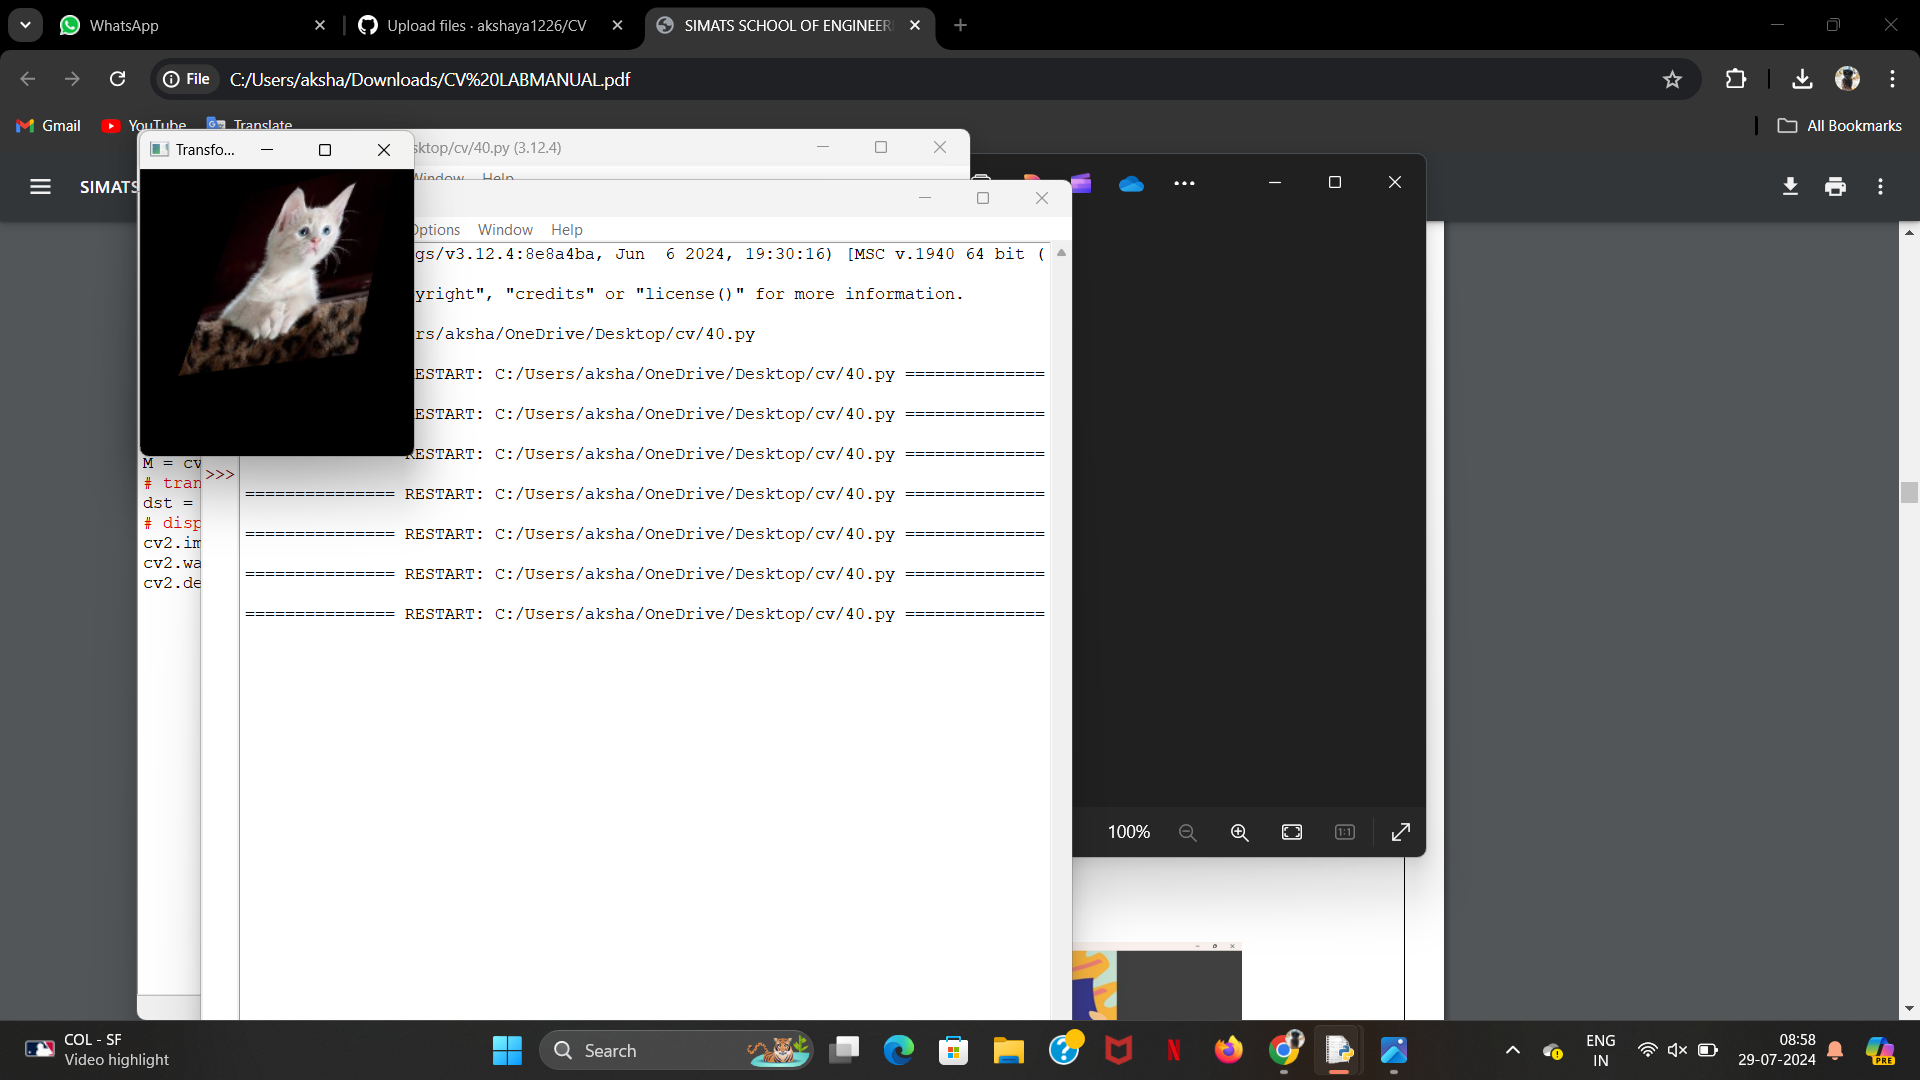 WhatsApp
Upload files · akshaya1226/CV
SIMATS SCHOOL OF ENGINEER
File
C:/Users/aksha/Downloads/CV%20LABMANUAL.pdf
Gmail
YouTube
Translate
All Bookmarks
SIMATS
Transfo...
sktop/cv/40.py (3.12.4)
Window
Help
Options
Window
Help
gs/v3.12.4:8e8a4ba, Jun  6 2024, 19:30:16) [MSC v.1940 64 bit (
yright", "credits" or "license()" for more information.
rs/aksha/OneDrive/Desktop/cv/40.py
RESTART: C:/Users/aksha/OneDrive/Desktop/cv/40.py ==============
RESTART: C:/Users/aksha/OneDrive/Desktop/cv/40.py ==============
RESTART: C:/Users/aksha/OneDrive/Desktop/cv/40.py ==============
=============== RESTART: C:/Users/aksha/OneDrive/Desktop/cv/40.py ==============
=============== RESTART: C:/Users/aksha/OneDrive/Desktop/cv/40.py ==============
=============== RESTART: C:/Users/aksha/OneDrive/Desktop/cv/40.py ==============
=============== RESTART: C:/Users/aksha/OneDrive/Desktop/cv/40.py ==============
>>>
M = cv
# tran
dst =
# disp
cv2.im
cv2.wa
cv2.de
100%
1:1
COL - SF
Video highlight
Search
ENG
IN
08:58
29-07-2024
PRE